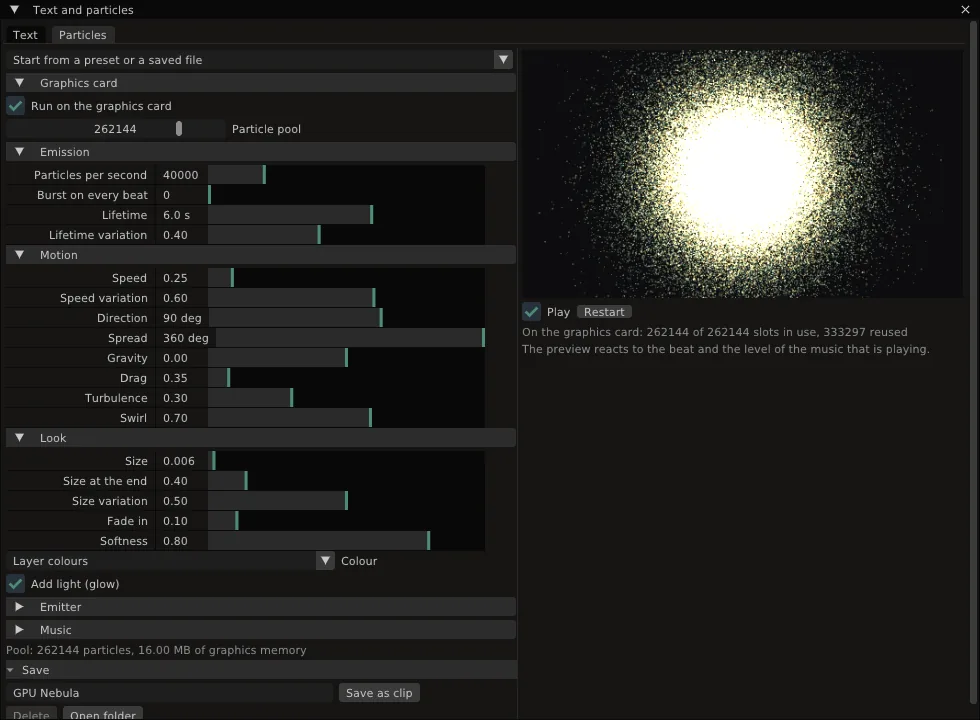 Text and particles
Text Particles
Start from a preset or a saved file
Graphics card
Run on the graphics card
262144 Particle pool
Emission
Particles per second 40000
Burst on every beat 0
Lifetime 6.0 s
Lifetime variation 0.40
Motion
Speed 0.25
Speed variation 0.60
Direction 90 deg
Spread 360 deg
Gravity 0.00
Drag 0.35
Turbulence 0.30
Swirl 0.70
Look
Size 0.006
Size at the end 0.40
Size variation 0.50
Fade in 0.10
Softness 0.80
Layer colours Colour
Add light (glow)
Emitter
Music
Pool: 262144 particles, 16.00 MB of graphics memory
Save
GPU Nebula Save as clip
Delete Open folder
Play Restart
On the graphics card: 262144 of 262144 slots in use, 333297 reused
The preview reacts to the beat and the level of the music that is playing.